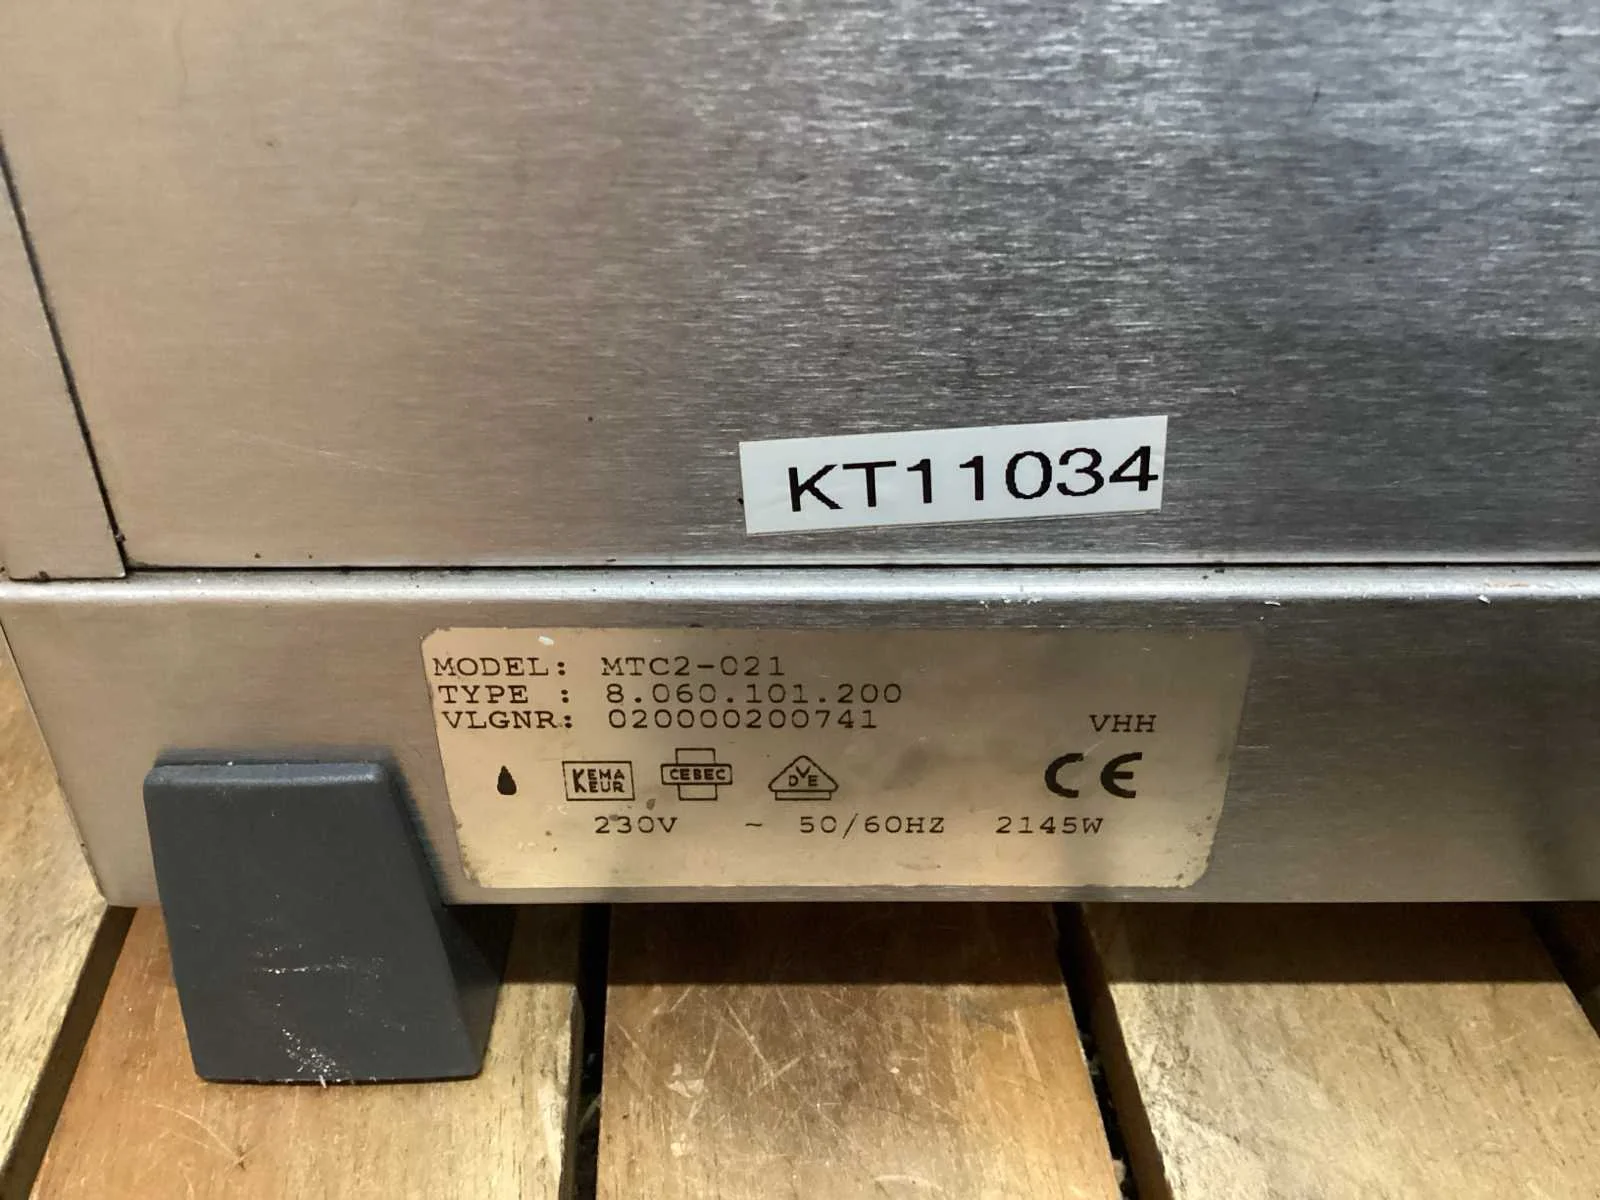 KT11034
MODEL: MTC2-021
TYPE : 8.060.101.200
VLGNR: 020000200741 VHH
KEMA KEUR CEBEC DVE CE
230V ~ 50/60HZ 2145W